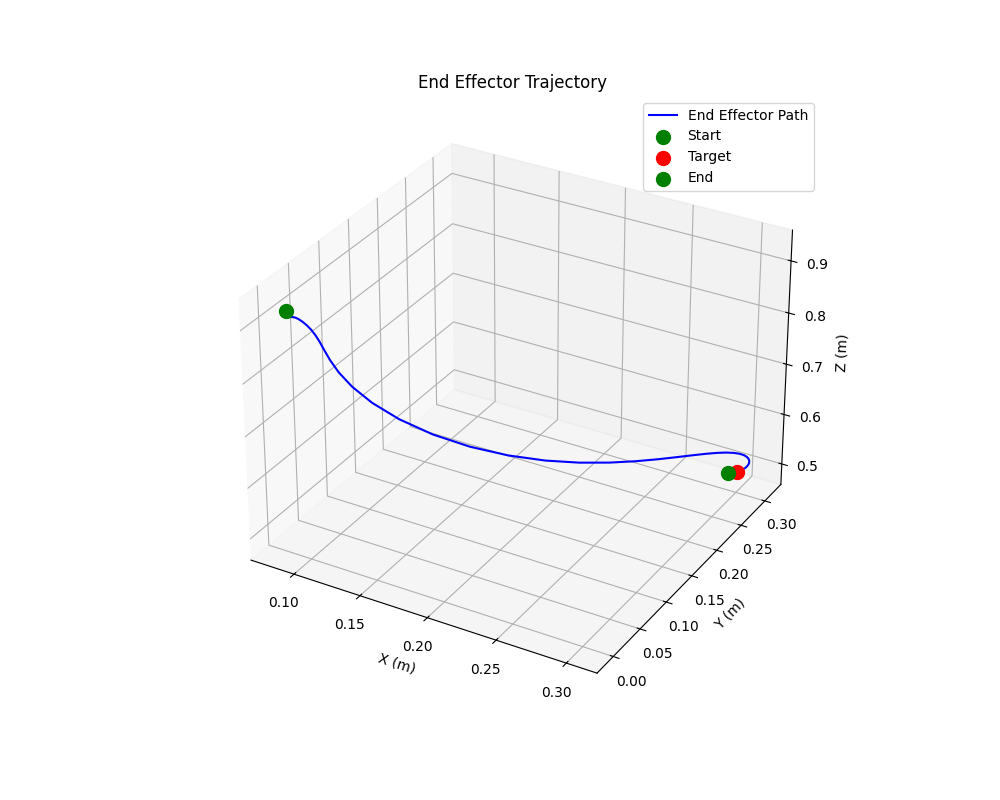 End Effector Trajectory
End Effector Path
Start
Target
End
0.9
0.8
0.7
0.6
0.5
Z (m)
0.30
0.25
0.20
0.15
0.10
0.05
0.00
Y (m)
0.10
0.15
0.20
0.25
0.30
X (m)